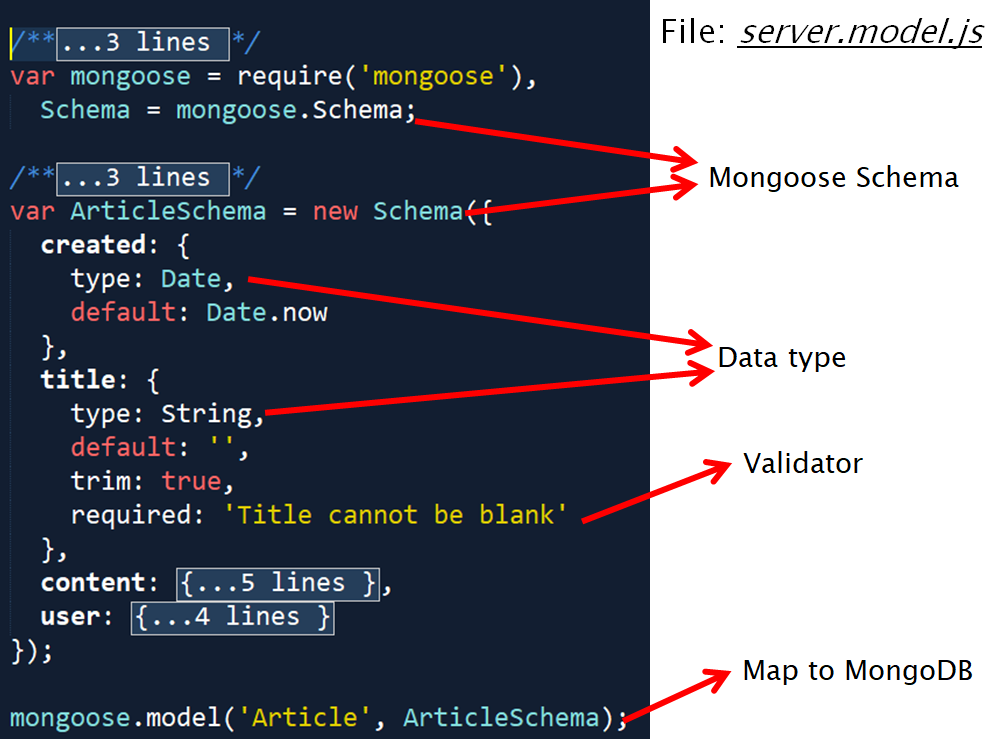 File: server.model.js
/**...3 lines */
var mongoose = require('mongoose'),
Schema = mongoose.Schema;
/**...3 lines */
Mongoose Schema
var ArticleSchema = new Schema({
created: {
type: Date,
default: Date.now
},
Data type
title: {
type: String,
default: '',
Validator
trim: true,
required: 'Title cannot be blank'
},
content: {...5 lines },
user: {...4 lines }
});
Map to MongoDB
mongoose.model('Article', ArticleSchema);